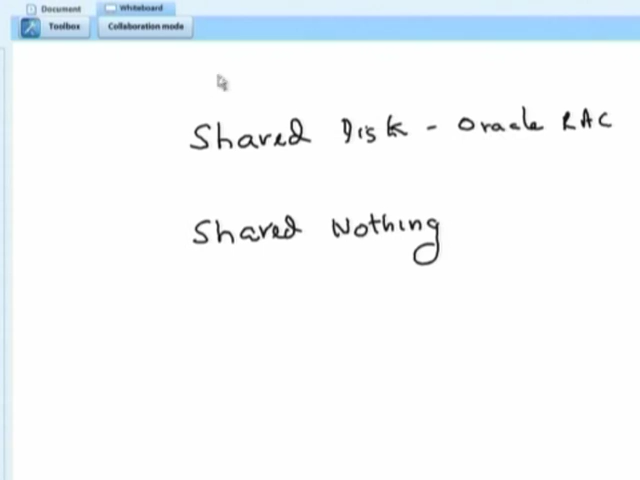 Document Whiteboard
Toolbox Collaboration mode
Shared Disk - Oracle RAC
Shared Nothing